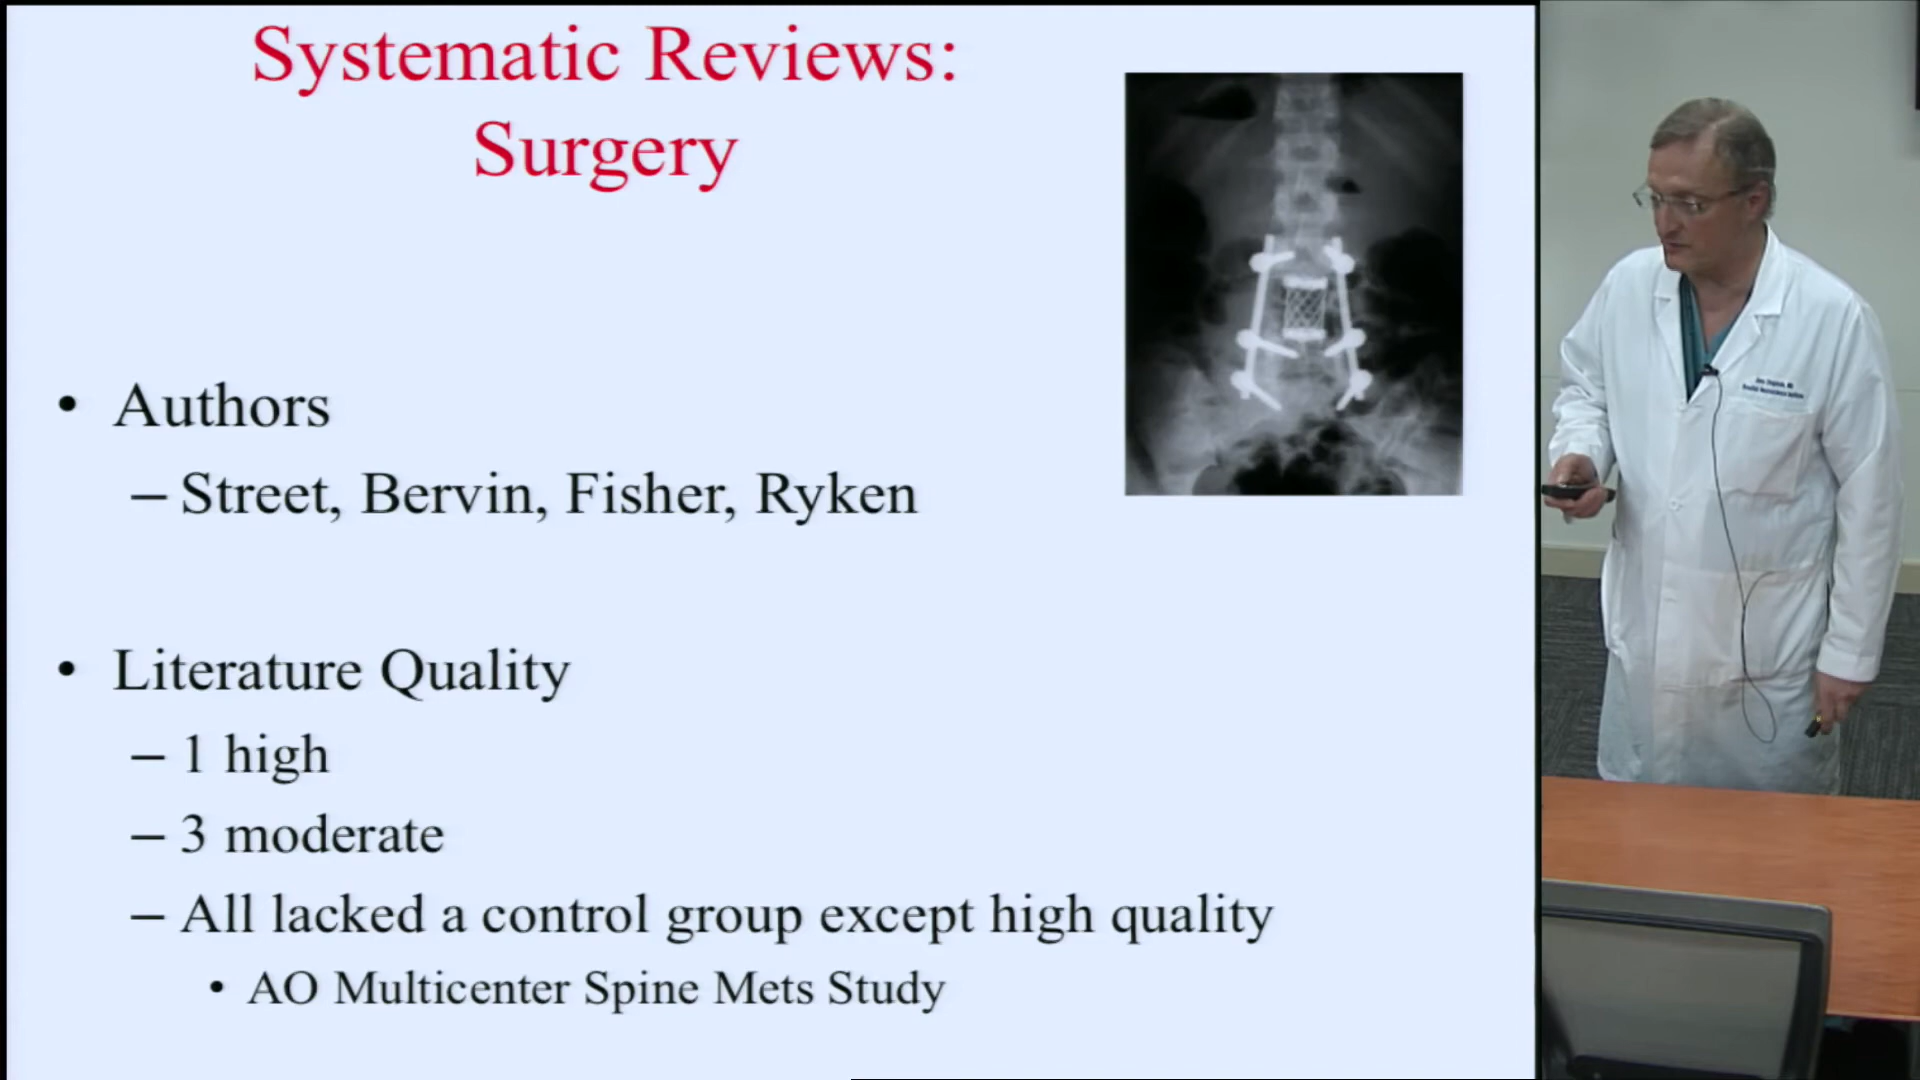 Systematic Reviews:
Surgery
• Authors
– Street, Bervin, Fisher, Ryken
• Literature Quality
– 1 high
– 3 moderate
– All lacked a control group except high quality
• AO Multicenter Spine Mets Study